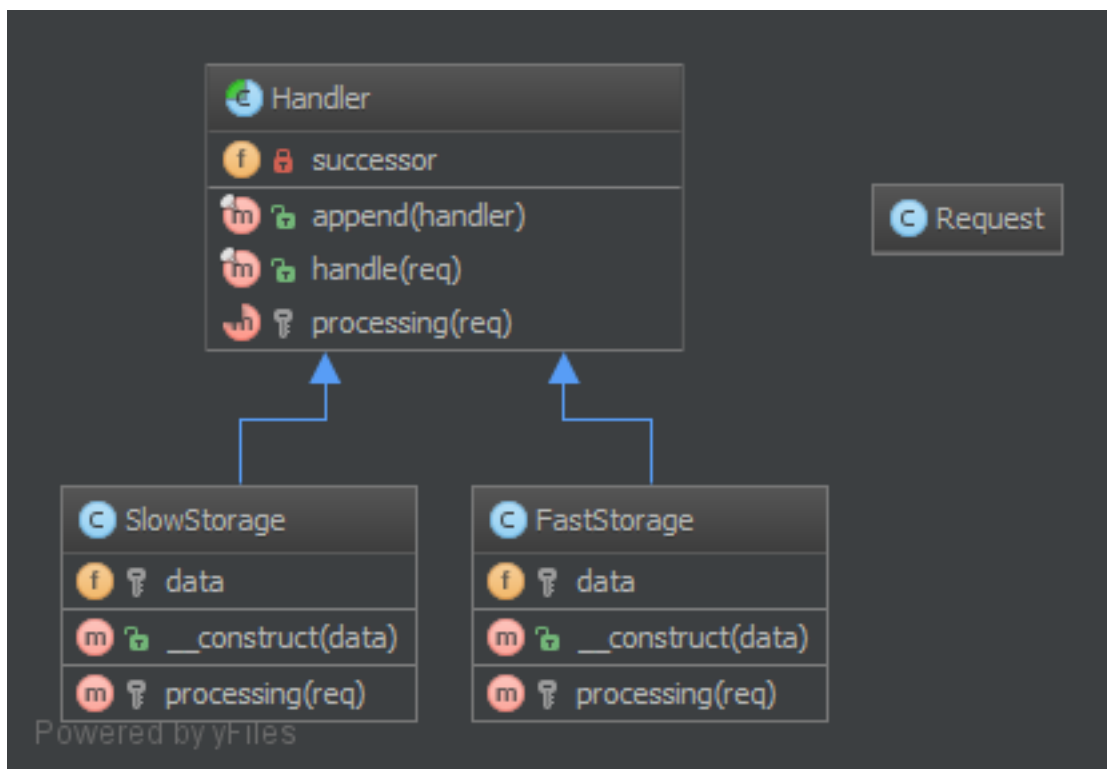 Handler
successor
append(handler)
handle(req)
processing(req)
Request
SlowStorage
data
__construct(data)
processing(req)
FastStorage
data
__construct(data)
processing(req)
Powered by yFiles